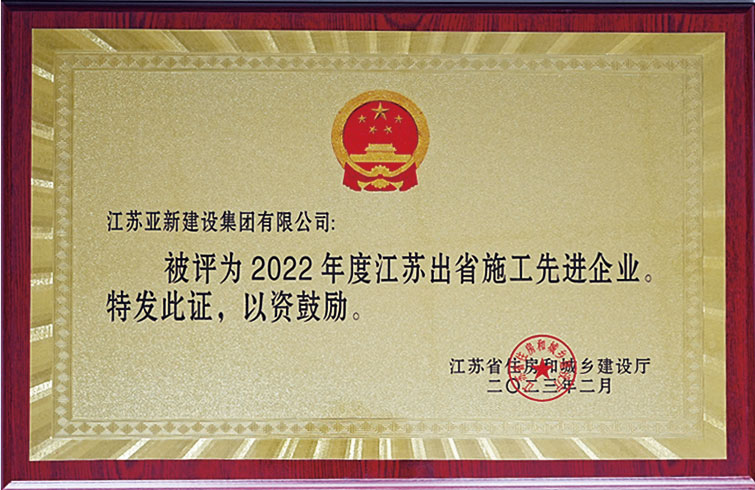 江苏亚新建设集团有限公司:
被评为2022年度江苏出省施工先进企业。
特发此证，以资鼓励。
江苏省住房和城乡建设厅
二〇二三年二月